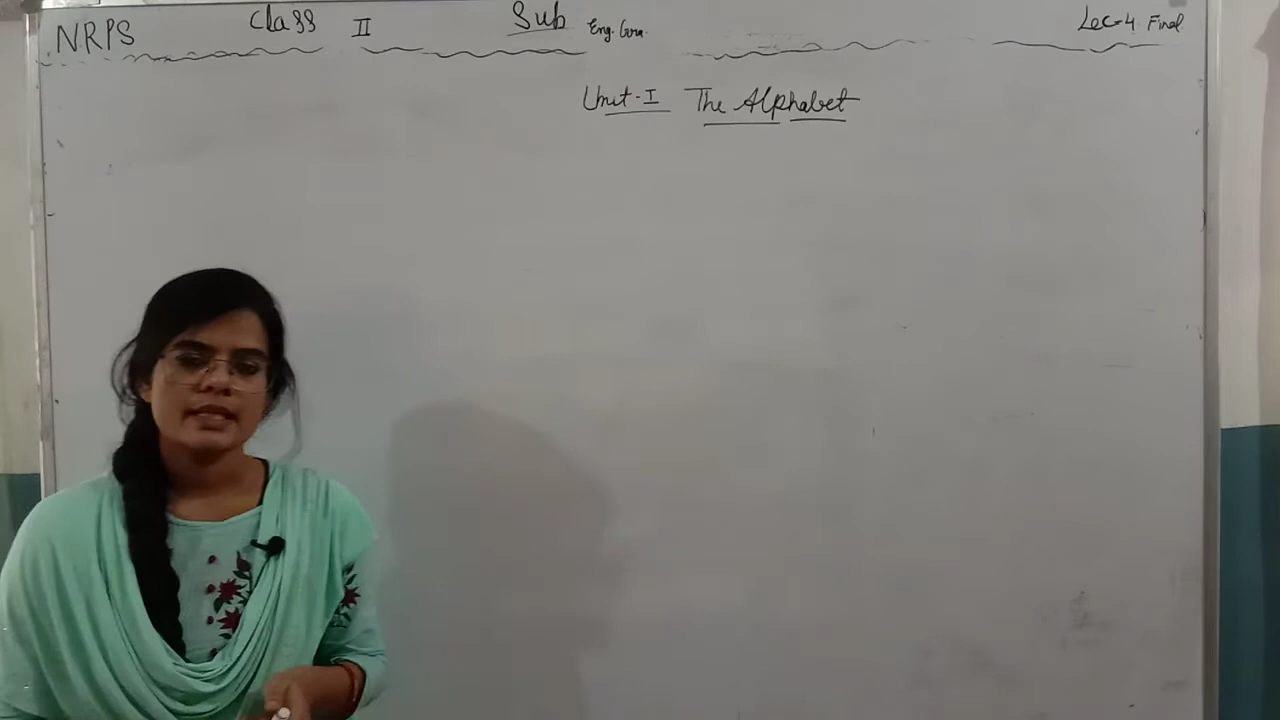 NRPS Class II Sub Eng. Gra. Lec-4 Final
Unit-I The Alphabet